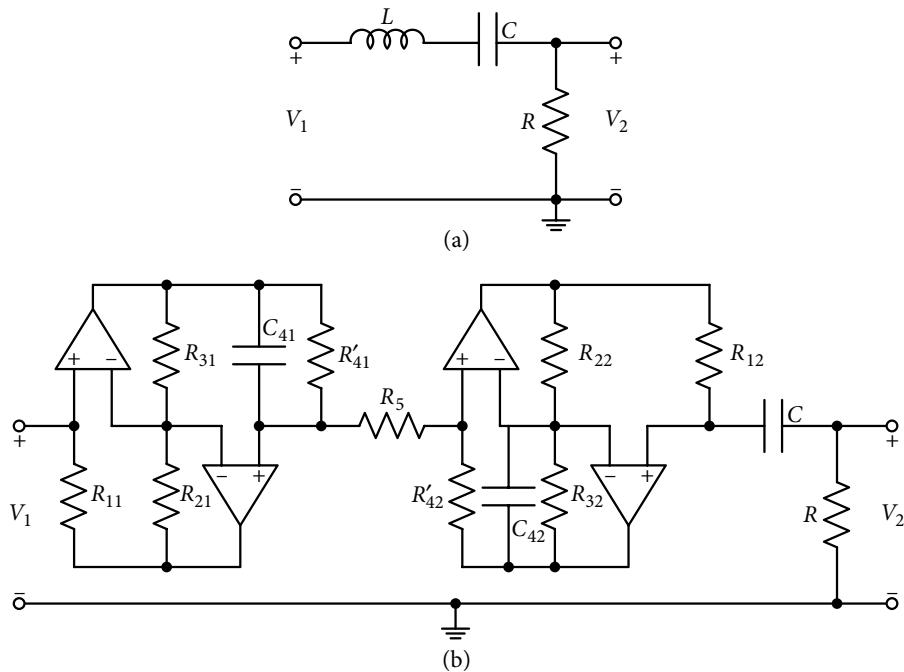 L
C
+ +
V1 R V2
− −
(a)
C41
R31 R′41 R22 R12
+ − + −
R5 C
+ +
− + − +
V1 R11 R21 R′42 R32 R V2
C42
− −
(b)